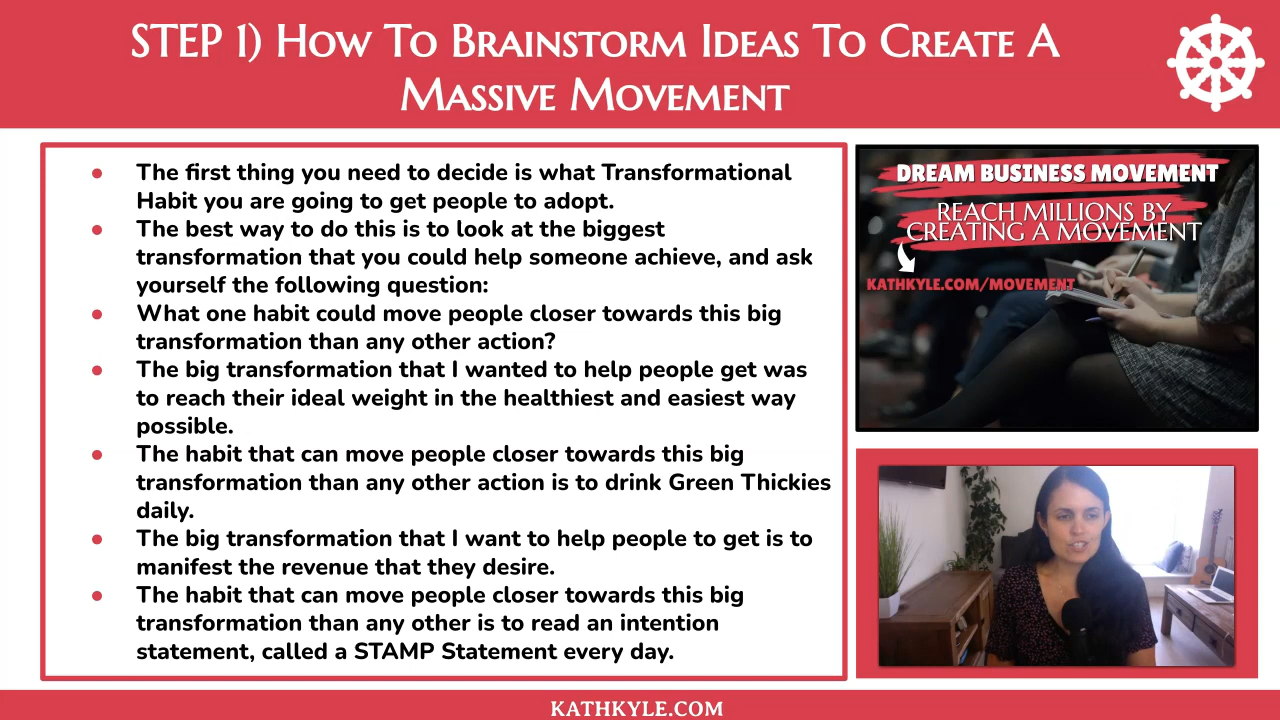 STEP 1) How To Brainstorm Ideas To Create A
Massive Movement
● The first thing you need to decide is what Transformational
Habit you are going to get people to adopt.
● The best way to do this is to look at the biggest
transformation that you could help someone achieve, and ask
yourself the following question:
● What one habit could move people closer towards this big
transformation than any other action?
● The big transformation that I wanted to help people get was
to reach their ideal weight in the healthiest and easiest way
possible.
● The habit that can move people closer towards this big
transformation than any other action is to drink Green Thickies
daily.
● The big transformation that I want to help people to get is to
manifest the revenue that they desire.
● The habit that can move people closer towards this big
transformation than any other is to read an intention
statement, called a STAMP Statement every day.
DREAM BUSINESS MOVEMENT
REACH MILLIONS BY
CREATING A MOVEMENT
KATHKYLE.COM/MOVEMENT
KATHKYLE.COM